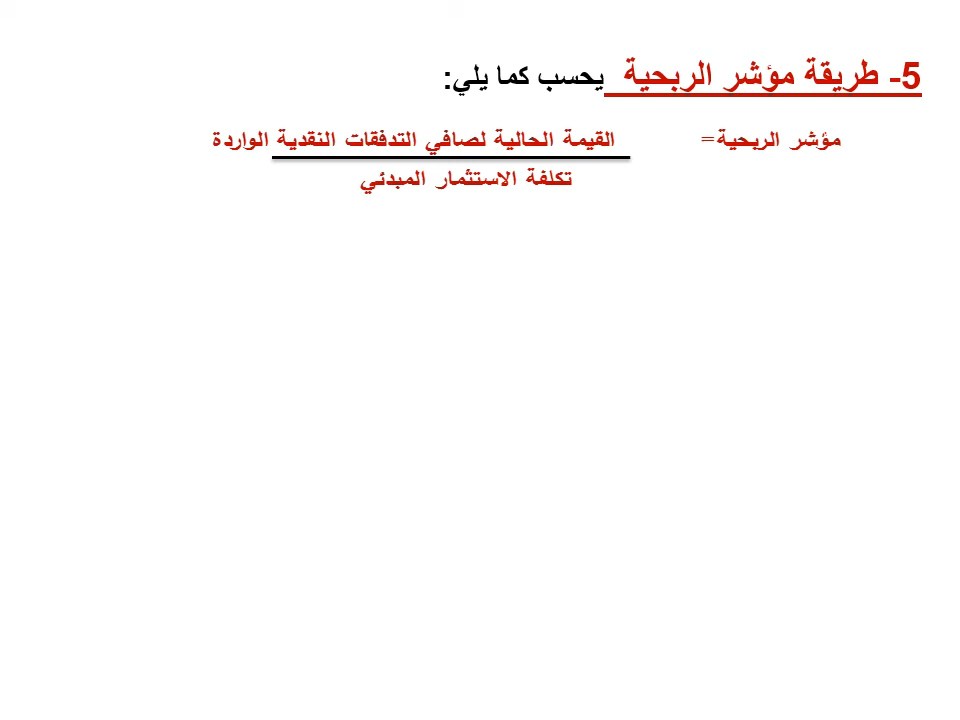 5- طريقة مؤشر الربحية يحسب كما يلي:
مؤشر الربحية= القيمة الحالية لصافي التدفقات النقدية الواردة
تكلفة الاستثمار المبدئي